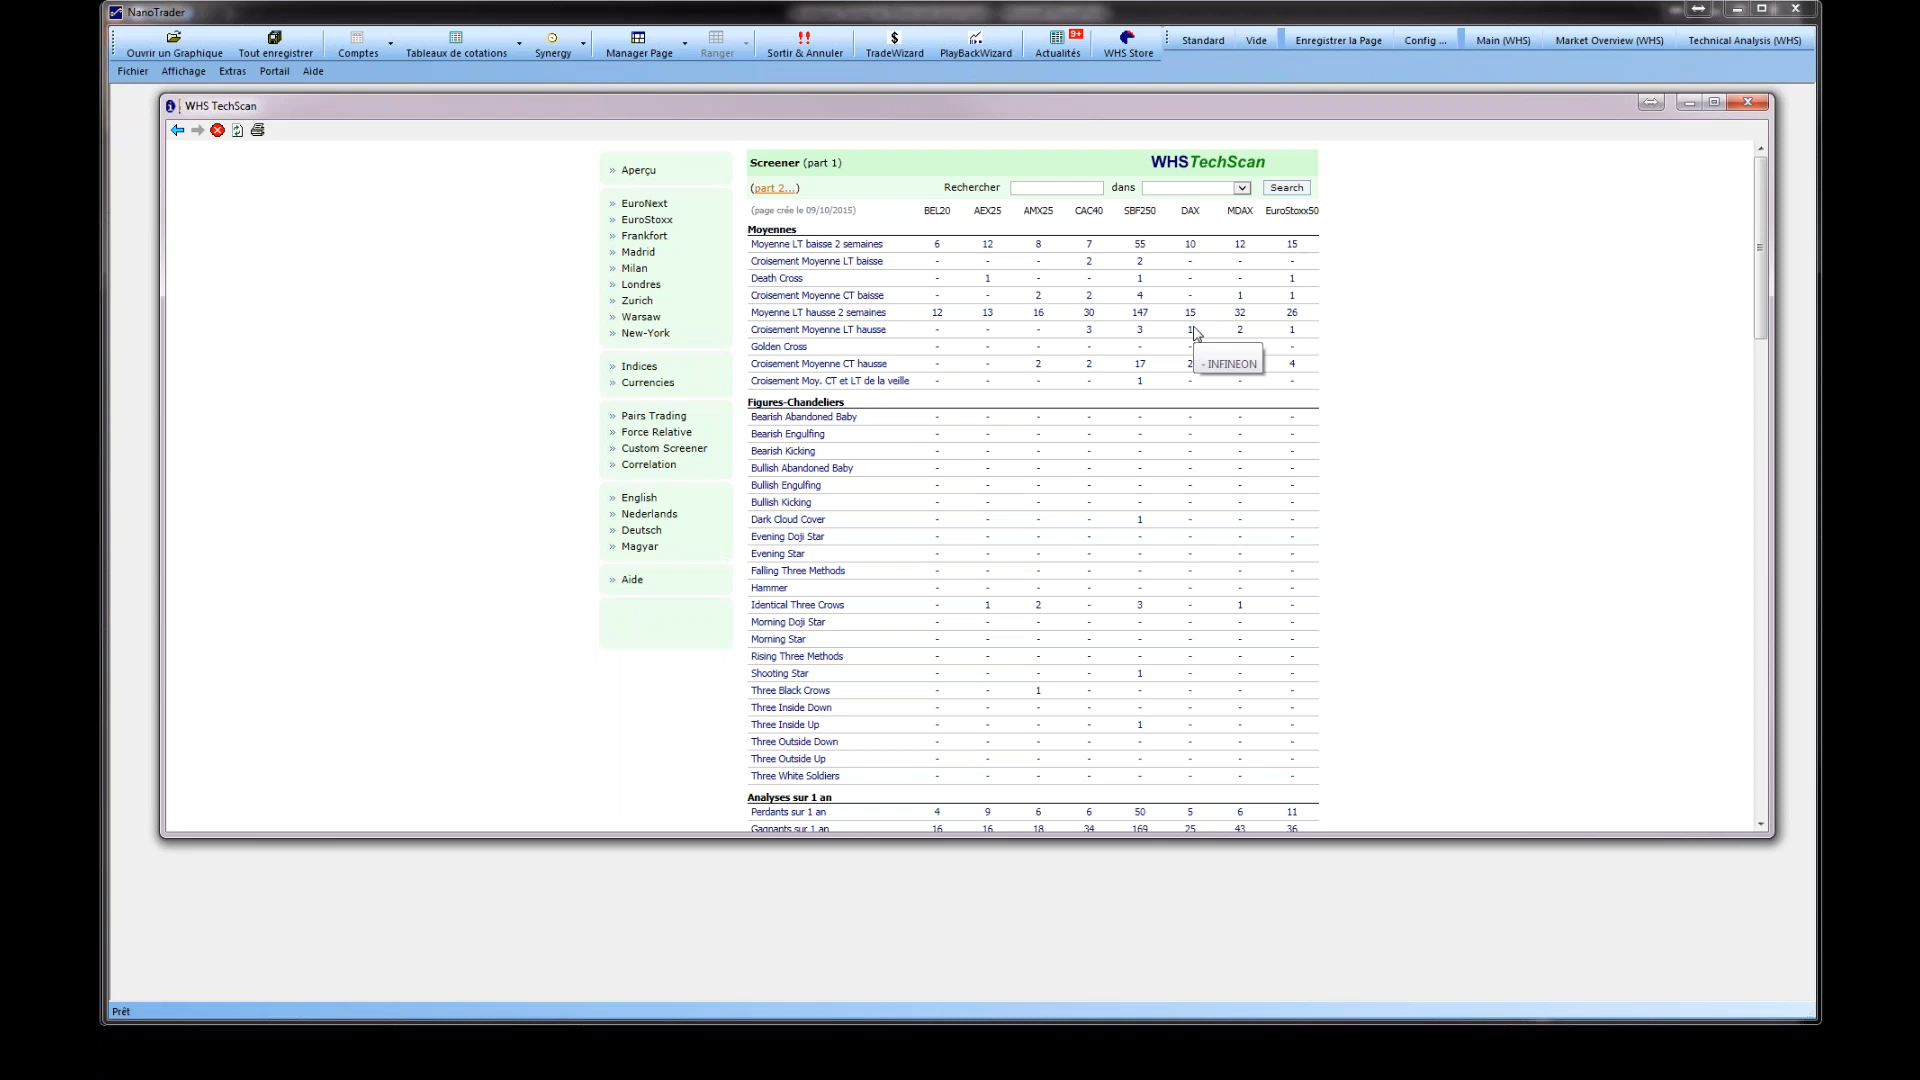 NanoTrader
Ouvrir un Graphique Tout enregistrer Comptes Tableaux de cotations Synergy Manager Page Ranger Sortir & Annuler TradeWizard PlayBackWizard Actualités 9+ WHS Store Standard Vide Enregistrer la Page Config ... Main (WHS) Market Overview (WHS) Technical Analysis (WHS)
Fichier Affichage Extras Portail Aide
WHS TechScan
» Aperçu
» EuroNext
» EuroStoxx
» Frankfort
» Madrid
» Milan
» Londres
» Zurich
» Warsaw
» New-York
» Indices
» Currencies
» Pairs Trading
» Force Relative
» Custom Screener
» Correlation
» English
» Nederlands
» Deutsch
» Magyar
» Aide
Screener (part 1) WHSTechScan
(part 2...) Rechercher dans Search
(page crée le 09/10/2015) BEL20 AEX25 AMX25 CAC40 SBF250 DAX MDAX EuroStoxx50
Moyennes
Moyenne LT baisse 2 semaines 6 12 8 7 55 10 12 15
Croisement Moyenne LT baisse - - - 2 2 - - -
Death Cross - 1 - - 1 - - 1
Croisement Moyenne CT baisse - - 2 2 4 - 1 1
Moyenne LT hausse 2 semaines 12 13 16 30 147 15 32 26
Croisement Moyenne LT hausse - - - 3 3 1 2 1
Golden Cross - - - - - - - -
Croisement Moyenne CT hausse - - 2 2 17 2 4
- INFINEON
Croisement Moy. CT et LT de la veille - - - - 1 - - -
Figures-Chandeliers
Bearish Abandoned Baby - - - - - - - -
Bearish Engulfing - - - - - - - -
Bearish Kicking - - - - - - - -
Bullish Abandoned Baby - - - - - - - -
Bullish Engulfing - - - - - - - -
Bullish Kicking - - - - - - - -
Dark Cloud Cover - - - - 1 - - -
Evening Doji Star - - - - - - - -
Evening Star - - - - - - - -
Falling Three Methods - - - - - - - -
Hammer - - - - - - - -
Identical Three Crows - 1 2 - 3 - 1 -
Morning Doji Star - - - - - - - -
Morning Star - - - - - - - -
Rising Three Methods - - - - - - - -
Shooting Star - - - - 1 - - -
Three Black Crows - - 1 - - - - -
Three Inside Down - - - - - - - -
Three Inside Up - - - - 1 - - -
Three Outside Down - - - - - - - -
Three Outside Up - - - - - - - -
Three White Soldiers - - - - - - - -
Analyses sur 1 an
Perdants sur 1 an 4 9 6 6 50 5 6 11
Gagnants sur 1 an 16 16 18 34 169 25 43 36
Prêt